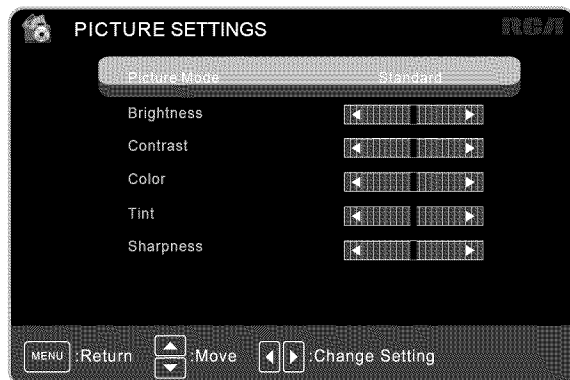 PICTURE SETTINGS RCA
Picture Mode Standard
Brightness
Contrast
Color
Tint
Sharpness
MENU :Return :Move :Change Setting